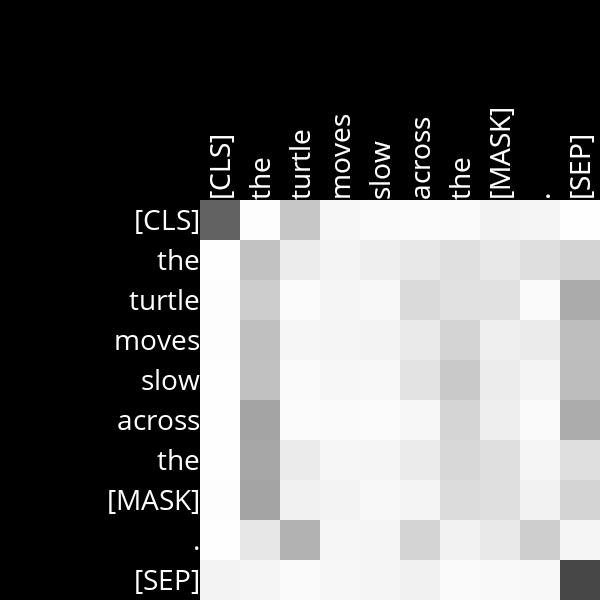 [CLS]
the
turtle
moves
slow
across
the
[MASK]
.
[SEP]
[CLS]
the
turtle
moves
slow
across
the
[MASK]
.
[SEP]